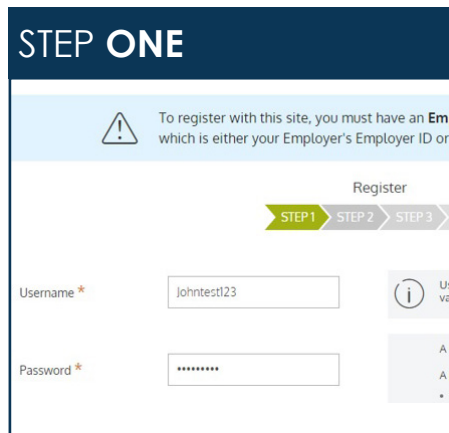 STEP ONE
To register with this site, you must have an
which is either your Employer's Employer ID or
Register
STEP 1 STEP 2 STEP 3
Username *
Johntest123
Password *
•••••••••
i
A
A
•